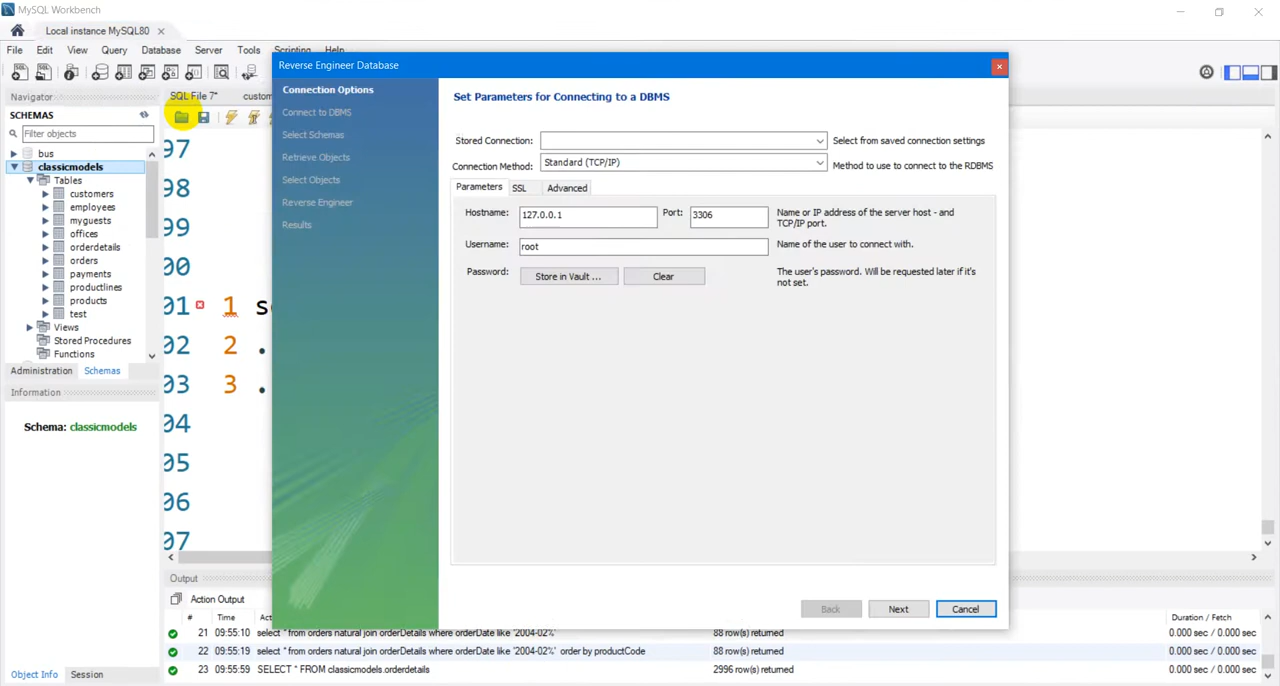 MySQL Workbench
Local instance MySQL80
File Edit View Query Database Server Tools Scripting Help
Navigator
SCHEMAS
Filter objects
bus
classicmodels
Tables
customers
employees
myguests
offices
orderdetails
orders
payments
productlines
products
test
Views
Stored Procedures
Functions
Administration Schemas
Information
Schema: classicmodels
Object Info Session
SQL File 7*
97
98
99
00
01 1
02 2 .
03 3 .
04
05
06
07
Reverse Engineer Database
Connection Options
Connect to DBMS
Select Schemas
Retrieve Objects
Select Objects
Reverse Engineer
Results
Set Parameters for Connecting to a DBMS
Stored Connection: Select from saved connection settings
Connection Method: Standard (TCP/IP) Method to use to connect to the RDBMS
Parameters SSL Advanced
Hostname: 127.0.0.1 Port: 3306 Name or IP address of the server host - and
TCP/IP port.
Username: root Name of the user to connect with.
Password: Store in Vault ... Clear The user's password. Will be requested later if it's
not set.
Back Next Cancel
Output
Action Output
# Time Duration / Fetch
21 09:55:10 select * from orders natural join orderDetails where orderDate like '2004-02%' 88 row(s) returned 0.000 sec / 0.000 sec
22 09:55:19 select * from orders natural join orderDetails where orderDate like '2004-02%' order by productCode 88 row(s) returned 0.000 sec / 0.000 sec
23 09:55:59 SELECT * FROM classicmodels.orderdetails 2996 row(s) returned 0.000 sec / 0.000 sec